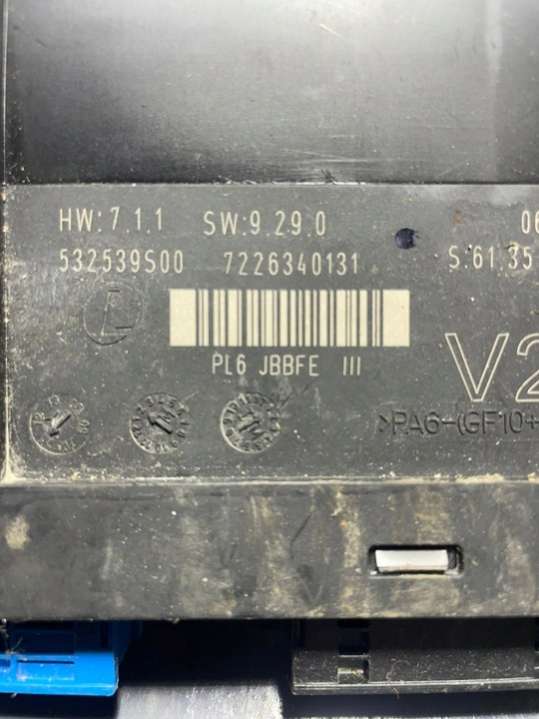 HW:7.1.1 SW:9.29.0 06
532539S00 7226340131 S:61.35
PL6 JBBFE III
V2
>PA6-(GF10+